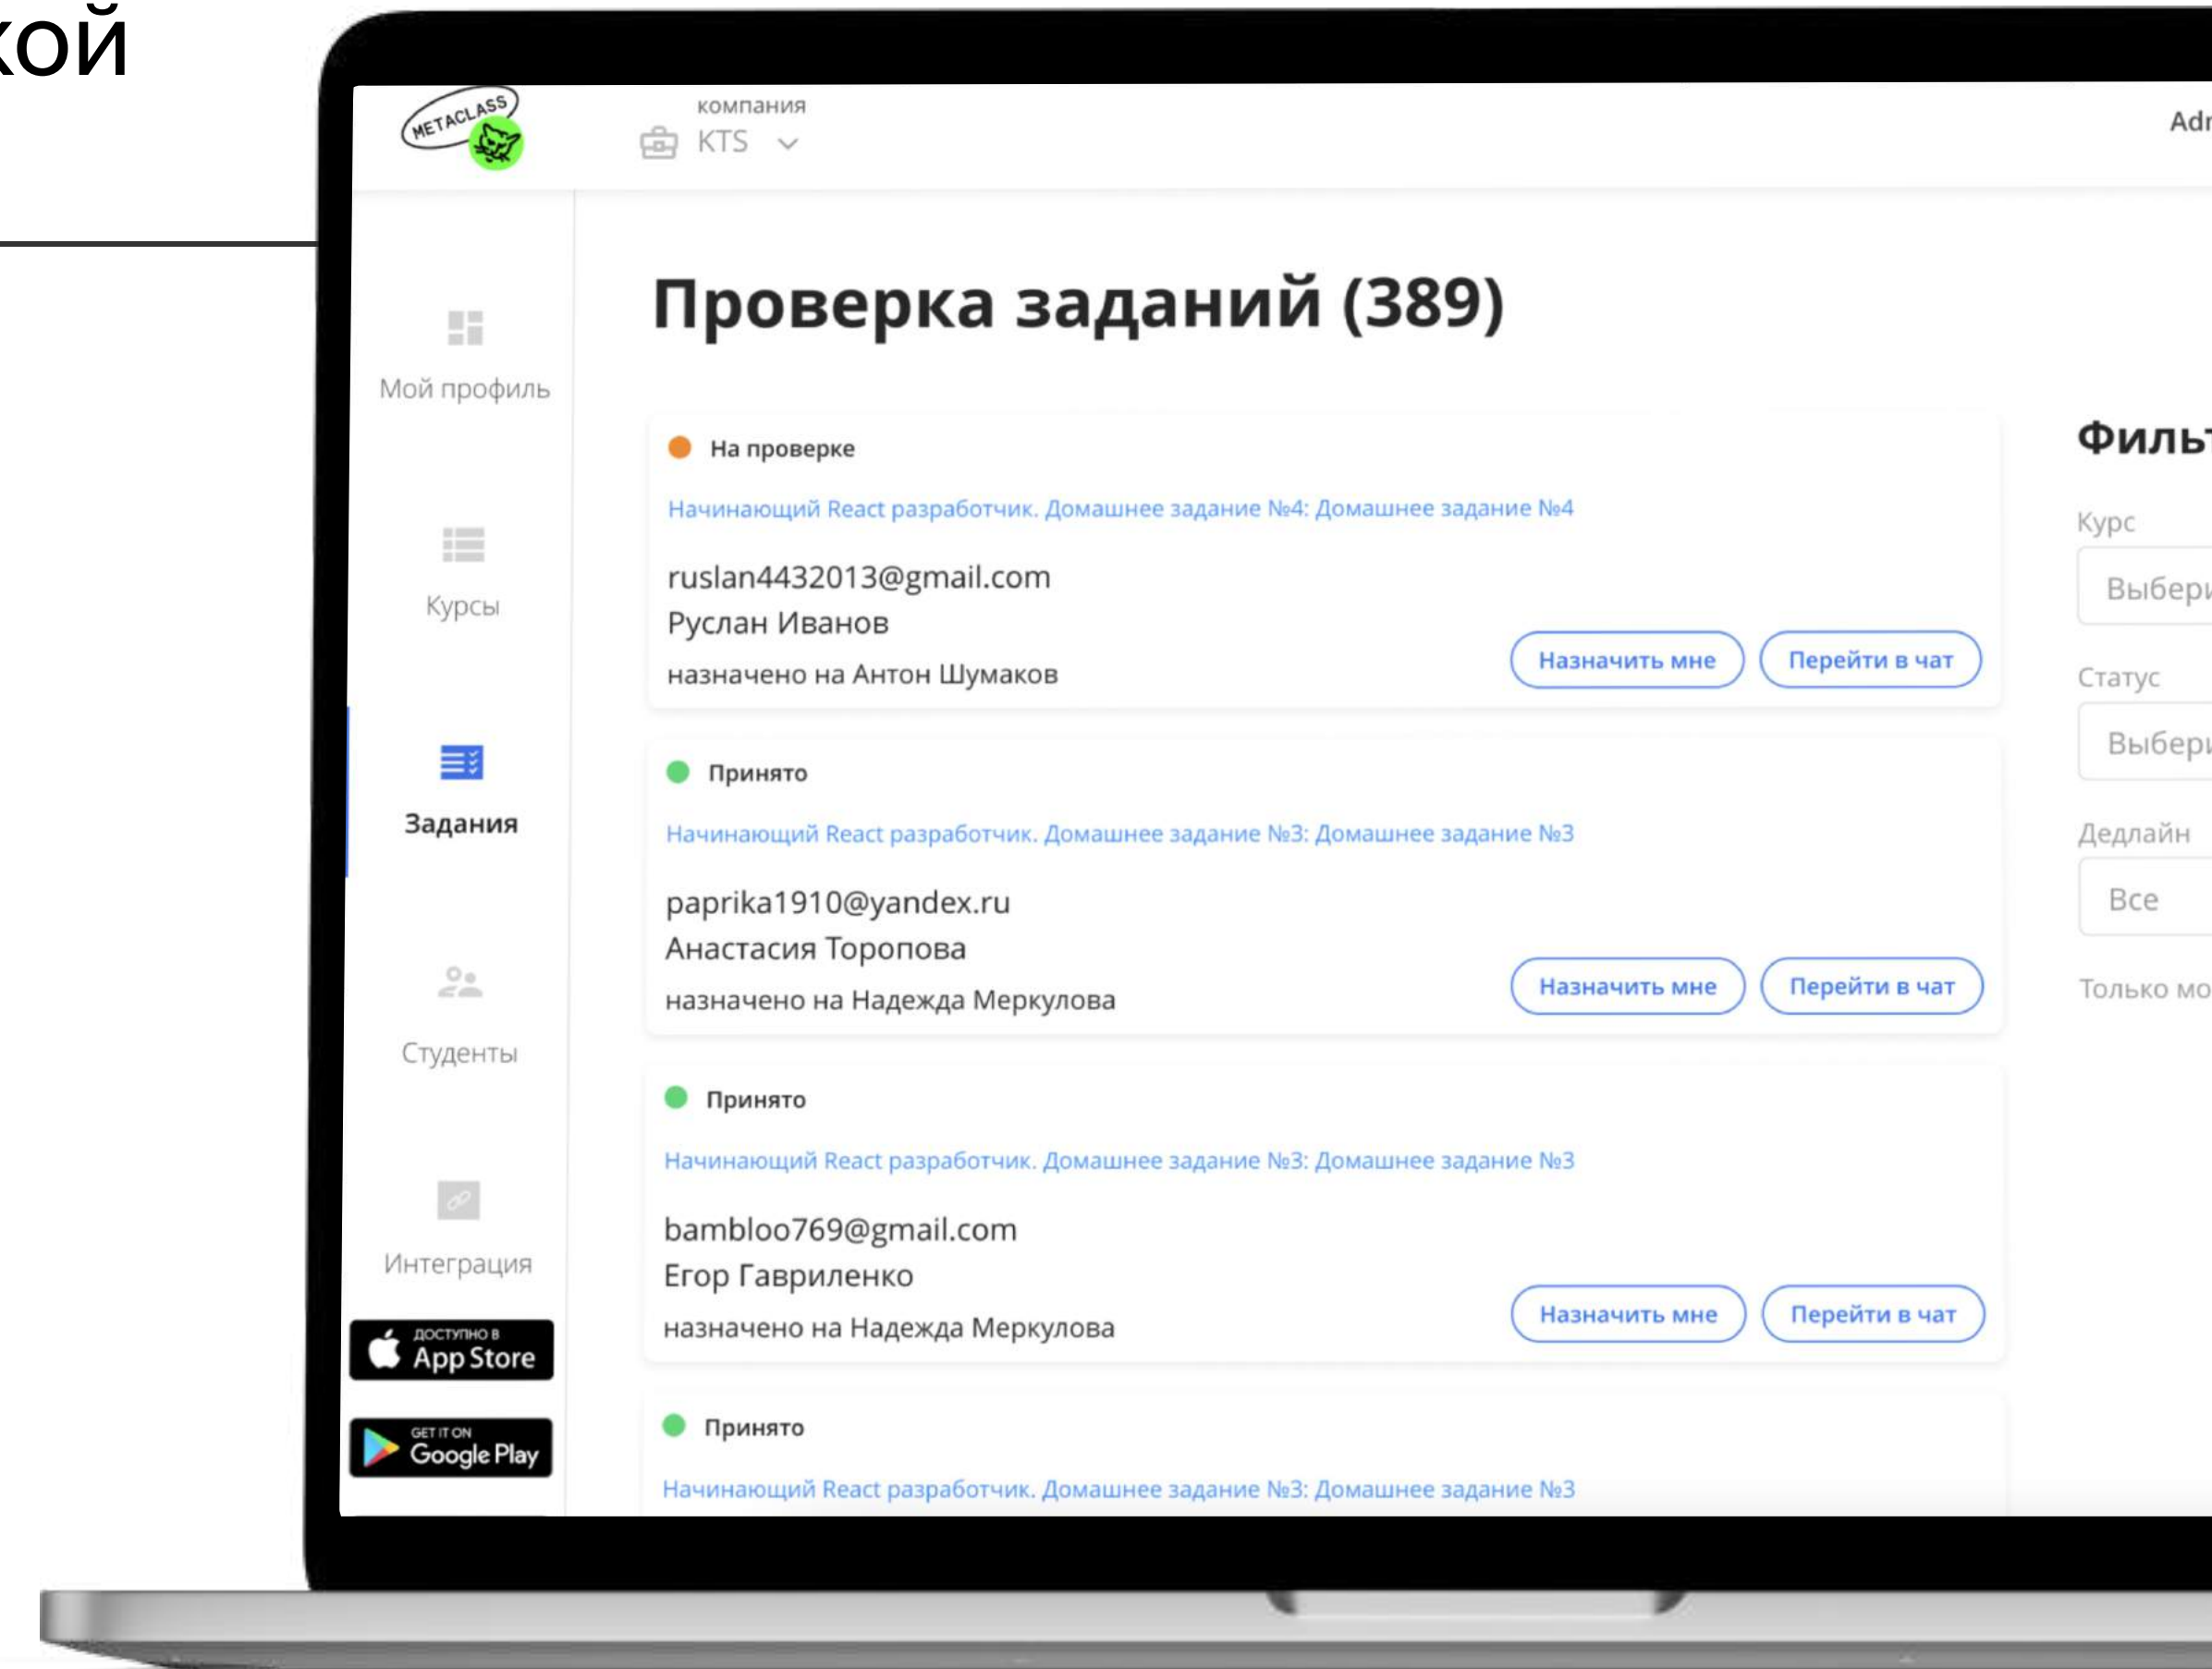 кой
METACLASS
компания
KTS
Adm
Мой профиль
Курсы
Задания
Студенты
Интеграция
ДОСТУПНО В
App Store
GET IT ON
Google Play
Проверка заданий (389)
На проверке
Начинающий React разработчик. Домашнее задание №4: Домашнее задание №4
ruslan4432013@gmail.com
Руслан Иванов
назначено на Антон Шумаков
Назначить мне
Перейти в чат
Принято
Начинающий React разработчик. Домашнее задание №3: Домашнее задание №3
paprika1910@yandex.ru
Анастасия Торопова
назначено на Надежда Меркулова
Назначить мне
Перейти в чат
Принято
Начинающий React разработчик. Домашнее задание №3: Домашнее задание №3
bambloo769@gmail.com
Егор Гавриленко
назначено на Надежда Меркулова
Назначить мне
Перейти в чат
Принято
Начинающий React разработчик. Домашнее задание №3: Домашнее задание №3
Фильт
Курс
Выбери
Статус
Выбери
Дедлайн
Все
Только мо